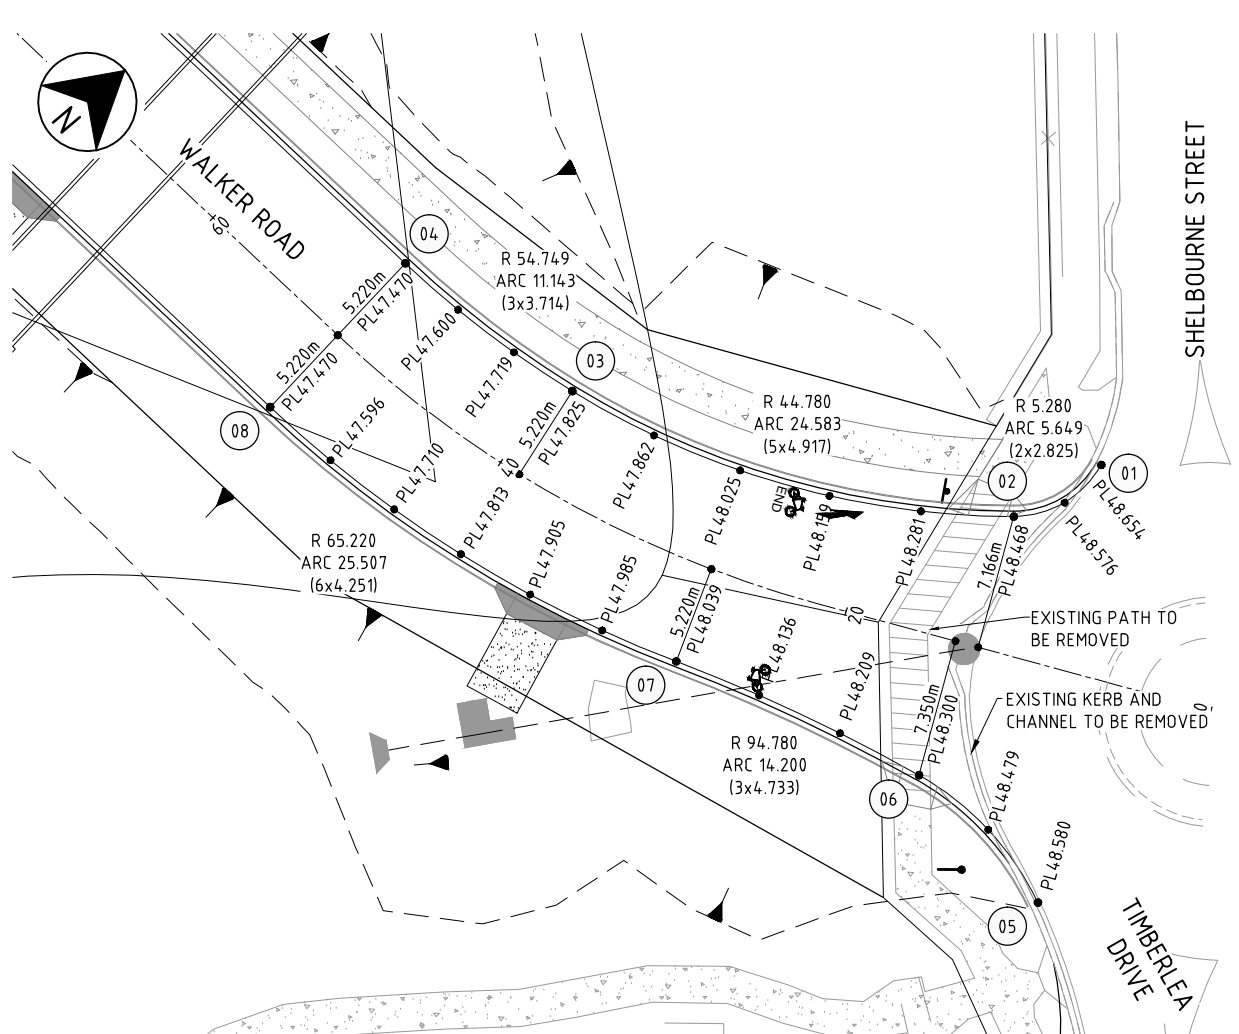 N
WALKER ROAD
60
04
R 54.749
ARC 11.143
(3x3.714)
SHELBOURNE STREET
5.220m
PL47.470
5.220m
PL47.470
PL47.600
PL47.719
03
5.220m
PL47.825
40
R 44.780
ARC 24.583
(5x4.917)
R 5.280
ARC 5.649
(2x2.825)
08
PL47.596
PL47.710
PL47.813
PL47.905
PL47.985
PL47.862
PL48.025
END
PL48.159
PL48.281
02
01
PL48.654
PL48.576
7.166m
PL48.468
R 65.220
ARC 25.507
(6x4.251)
5.220m
PL48.039
PL48.136
20
PL48.209
EXISTING PATH TO
BE REMOVED
07
7.350m
PL48.300
EXISTING KERB AND
CHANNEL TO BE REMOVED
0
R 94.780
ARC 14.200
(3x4.733)
06
PL48.479
PL48.580
05
TIMBERLEA
DRIVE